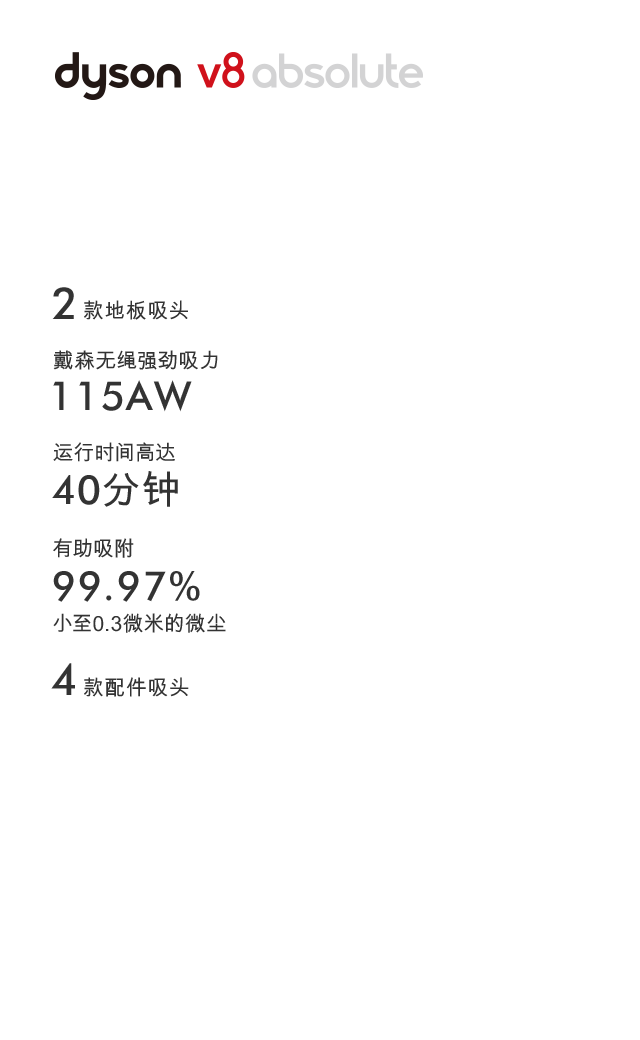 dyson v8 absolute
2 款地板吸头
戴森无绳强劲吸力
115AW
运行时间高达
40分钟
有助吸附
99.97%
小至0.3微米的微尘
4 款配件吸头